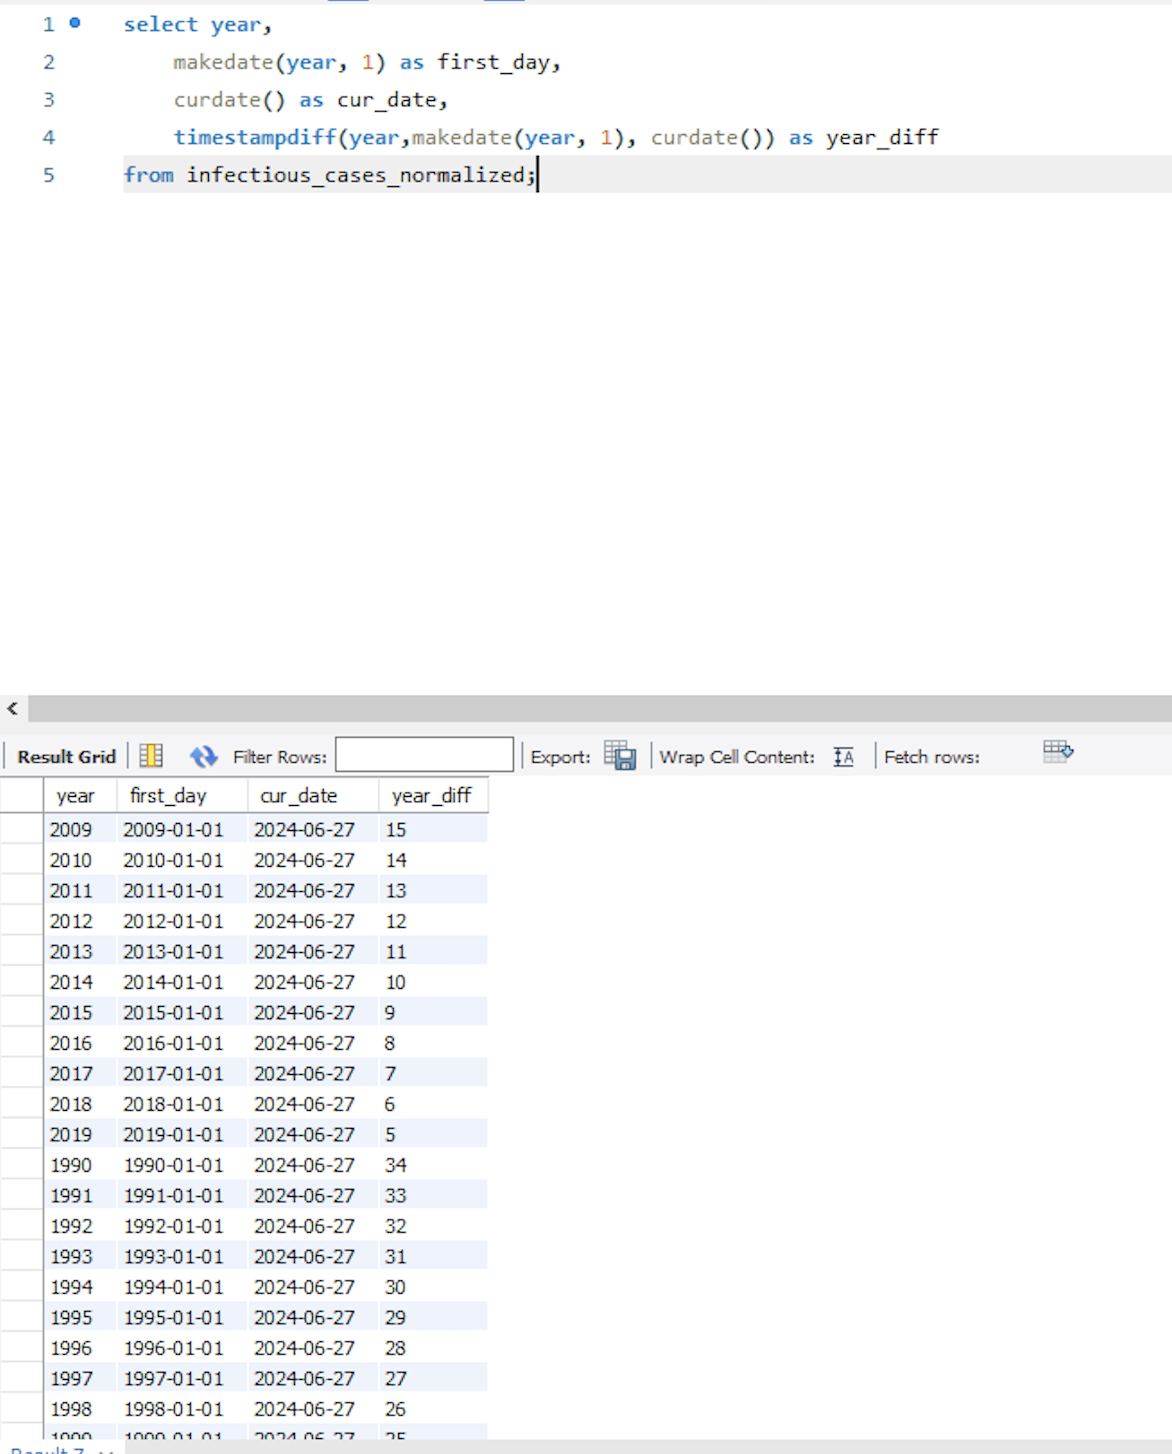 1 select year,
2 makedate(year, 1) as first_day,
3 curdate() as cur_date,
4 timestampdiff(year,makedate(year, 1), curdate()) as year_diff
5 from infectious_cases_normalized;
Result Grid Filter Rows: Export: Wrap Cell Content: Fetch rows:
year first_day cur_date year_diff
2009 2009-01-01 2024-06-27 15
2010 2010-01-01 2024-06-27 14
2011 2011-01-01 2024-06-27 13
2012 2012-01-01 2024-06-27 12
2013 2013-01-01 2024-06-27 11
2014 2014-01-01 2024-06-27 10
2015 2015-01-01 2024-06-27 9
2016 2016-01-01 2024-06-27 8
2017 2017-01-01 2024-06-27 7
2018 2018-01-01 2024-06-27 6
2019 2019-01-01 2024-06-27 5
1990 1990-01-01 2024-06-27 34
1991 1991-01-01 2024-06-27 33
1992 1992-01-01 2024-06-27 32
1993 1993-01-01 2024-06-27 31
1994 1994-01-01 2024-06-27 30
1995 1995-01-01 2024-06-27 29
1996 1996-01-01 2024-06-27 28
1997 1997-01-01 2024-06-27 27
1998 1998-01-01 2024-06-27 26
1999 1999-01-01 2024-06-27 25